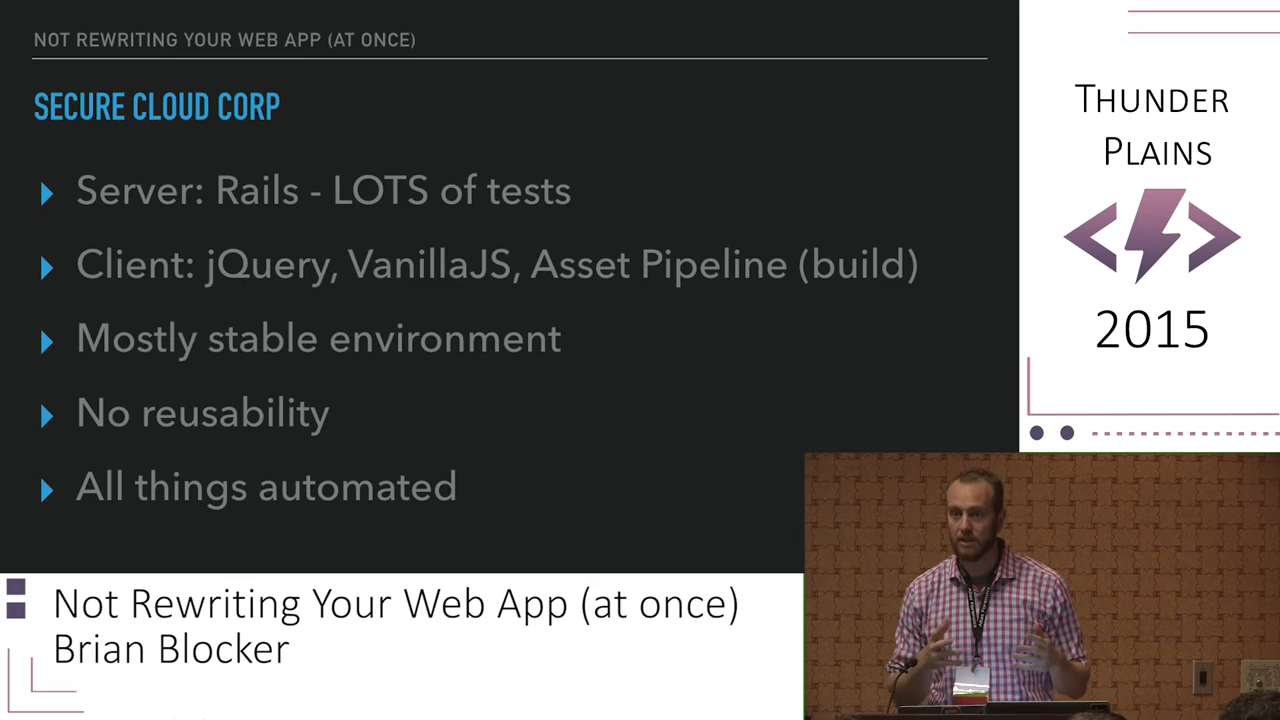 NOT REWRITING YOUR WEB APP (AT ONCE)
SECURE CLOUD CORP
Server: Rails - LOTS of tests
Client: jQuery, VanillaJS, Asset Pipeline (build)
Mostly stable environment
No reusability
All things automated
THUNDER
PLAINS
2015
Not Rewriting Your Web App (at once)
Brian Blocker